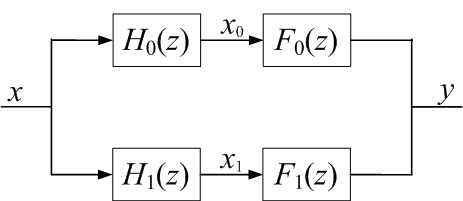 H₀(z) x₀ F₀(z)
x y
H₁(z) x₁ F₁(z)